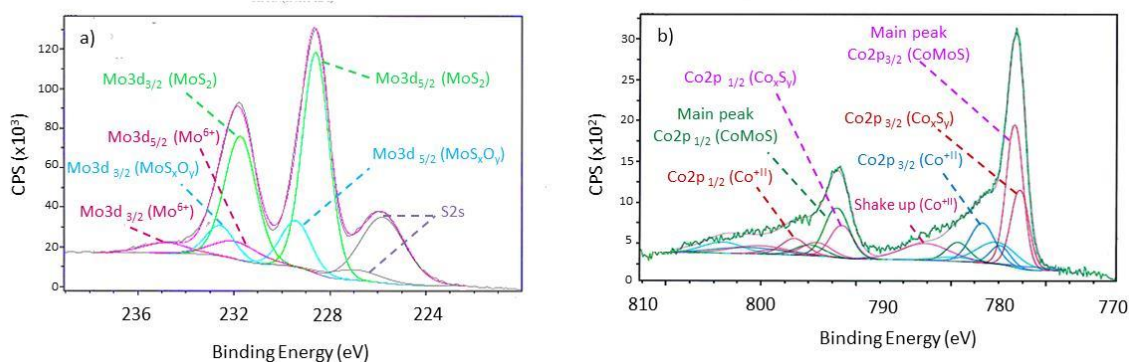 a)
Mo3d3/2 (MoS2)
Mo3d5/2 (MoS2)
Mo3d5/2 (Mo6+)
Mo3d 3/2 (MoSxOy)
Mo3d 5/2 (MoSxOy)
Mo3d 3/2 (Mo6+)
S2s
CPS (x10³)
120
100
80
60
40
20
0
236
232
228
224
Binding Energy (eV)
b)
Main peak
Co2p3/2 (CoMoS)
Co2p 1/2 (CoxSy)
Main peak
Co2p 1/2 (CoMoS)
Co2p 3/2 (CoxSy)
Co2p 3/2 (Co+II)
Co2p 1/2 (Co+II)
Shake up (Co+II)
CPS (x10²)
30
25
20
15
10
5
0
810
800
790
780
770
Binding Energy (eV)